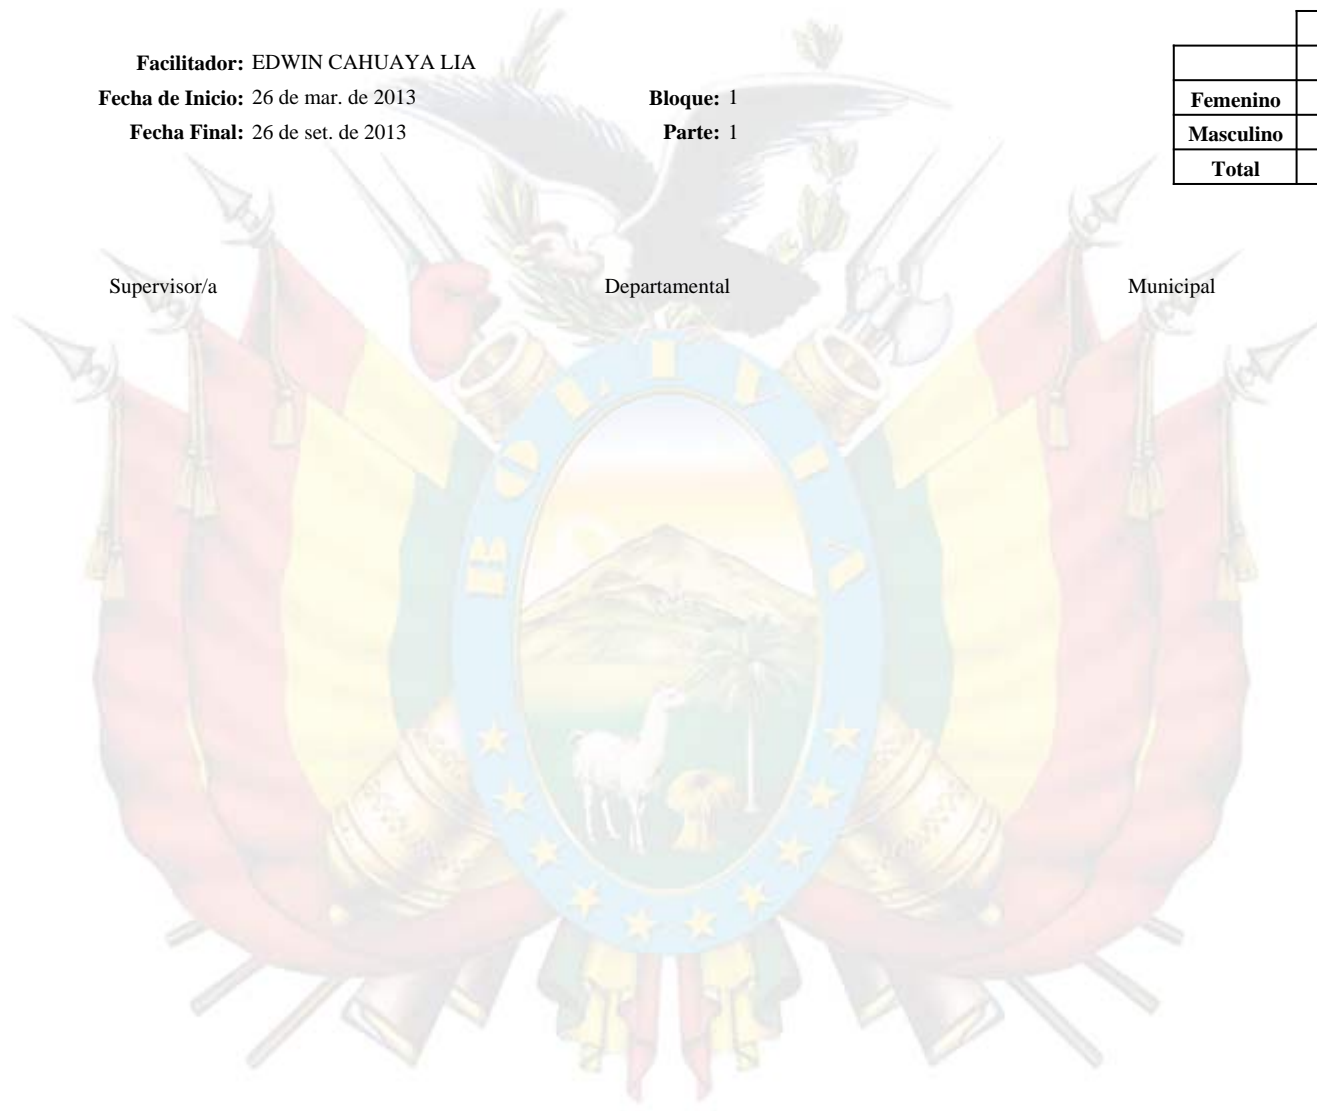 Facilitador: EDWIN CAHUAYA LIA
Fecha de Inicio: 26 de mar. de 2013 Bloque: 1
Fecha Final: 26 de set. de 2013 Parte: 1
Femenino
Masculino
Total
Supervisor/a Departamental Municipal
BOLIVIA